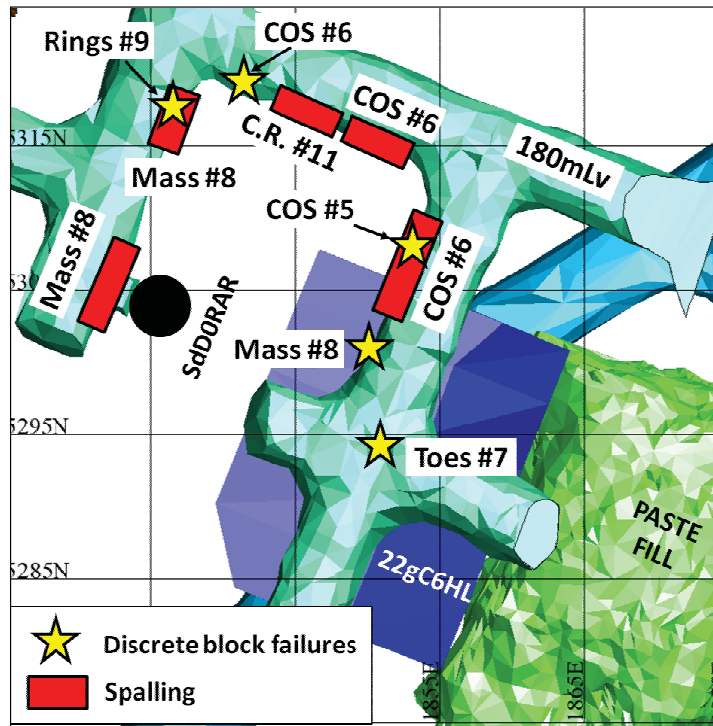 Rings #9
COS #6
COS #6
C.R. #11
5315N
Mass #8
180mLv
COS #5
Mass #8
COS #6
530
N
SdD0RAR
Mass #8
5295N
Toes #7
PASTE
FILL
22gC6HL
5285N
Discrete block failures
Spalling
1855E
1865E